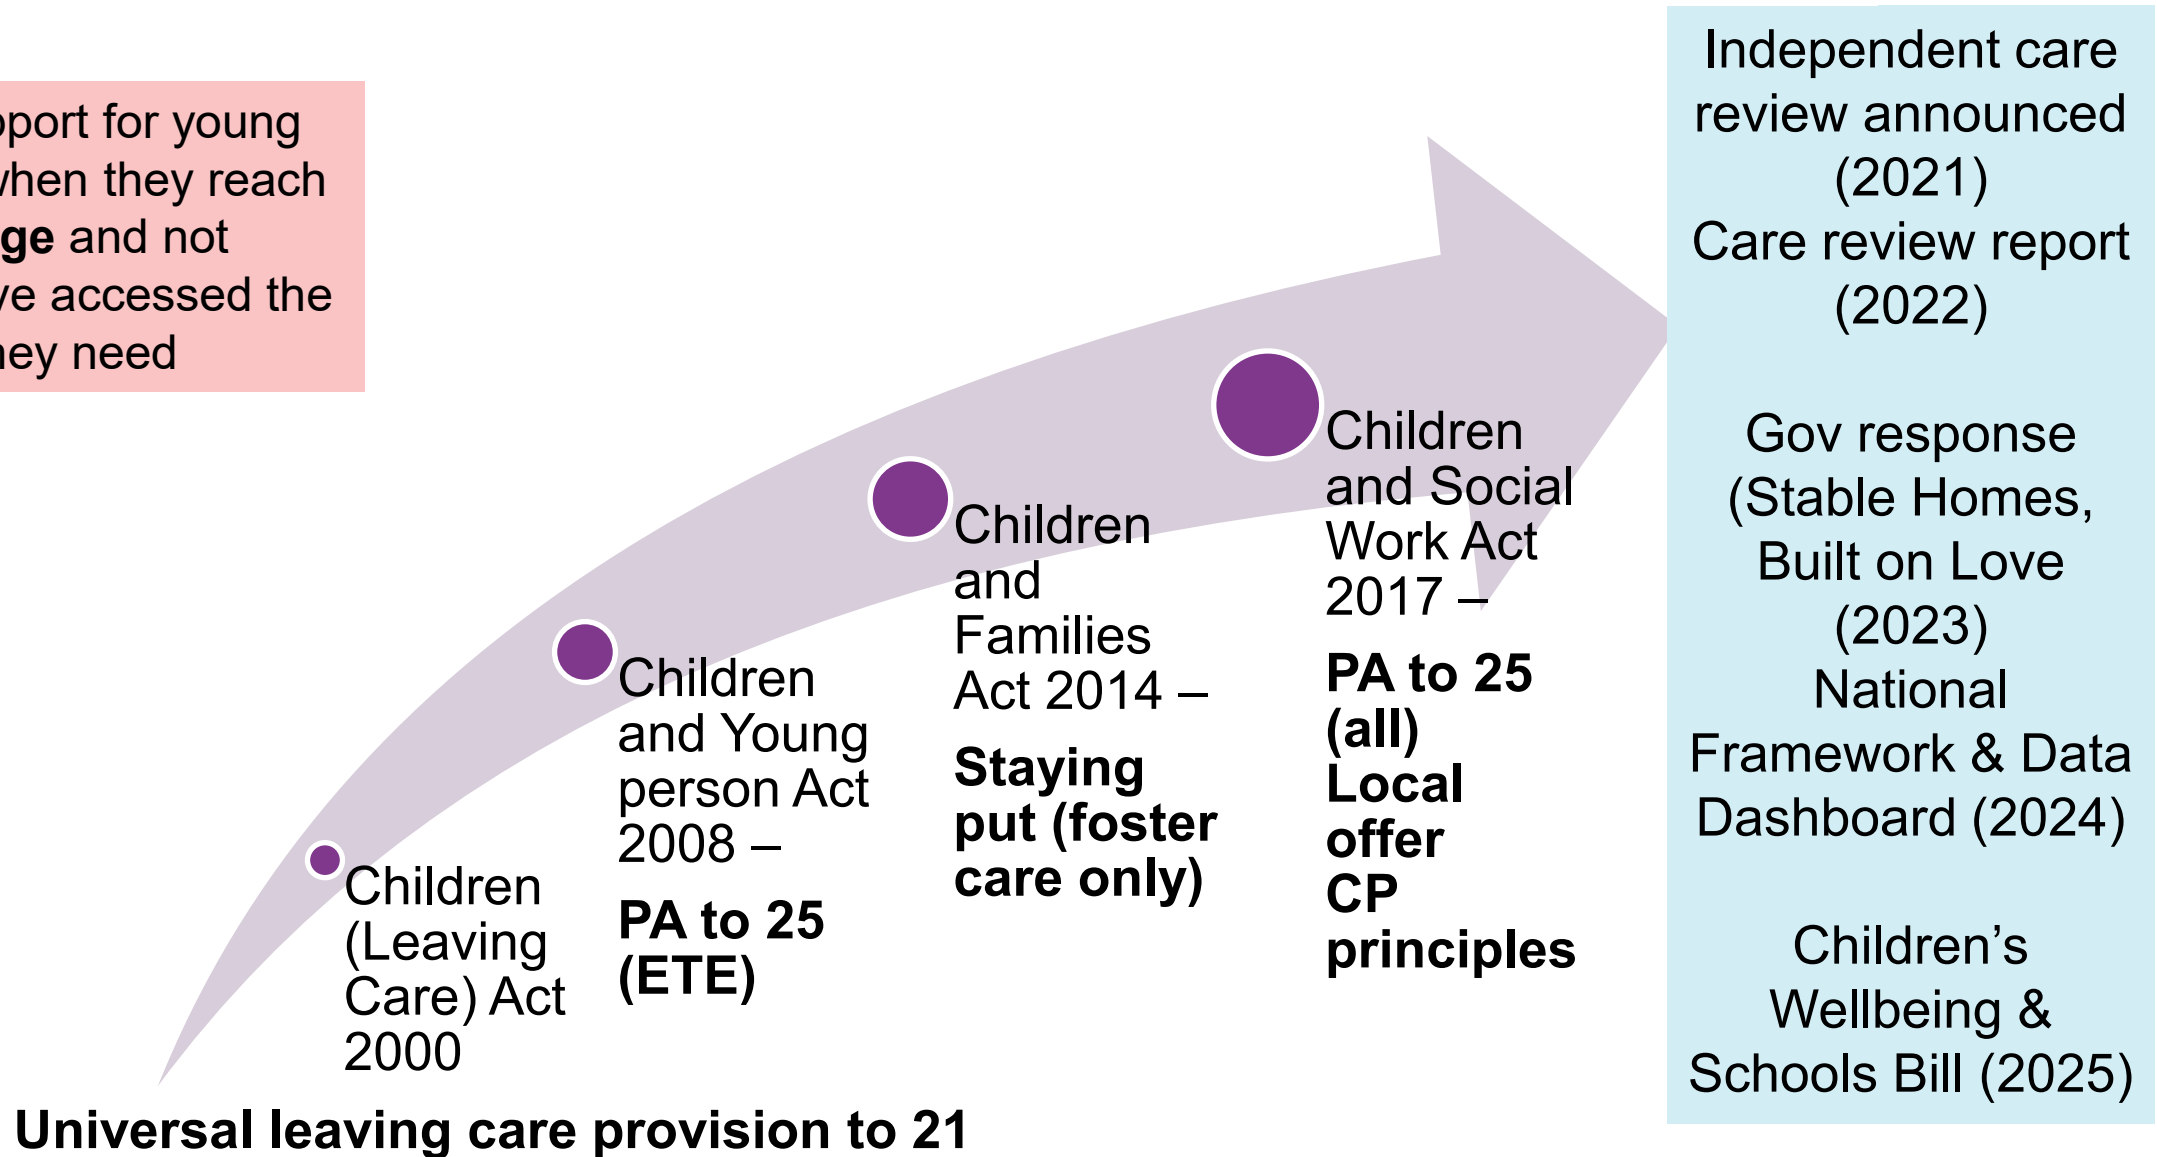 port for young
when they reach
ge and not
ve accessed the
hey need
Children
(Leaving
Care) Act
2000
Universal leaving care provision to 21
Children
and Young
person Act
2008 –
PA to 25
(ETE)
Children
and
Families
Act 2014 –
Staying
put (foster
care only)
Children
and Social
Work Act
2017 –
PA to 25
(all)
Local
offer
CP
principles
Independent care
review announced
(2021)
Care review report
(2022)
Gov response
(Stable Homes,
Built on Love
(2023)
National
Framework & Data
Dashboard (2024)
Children’s
Wellbeing &
Schools Bill (2025)